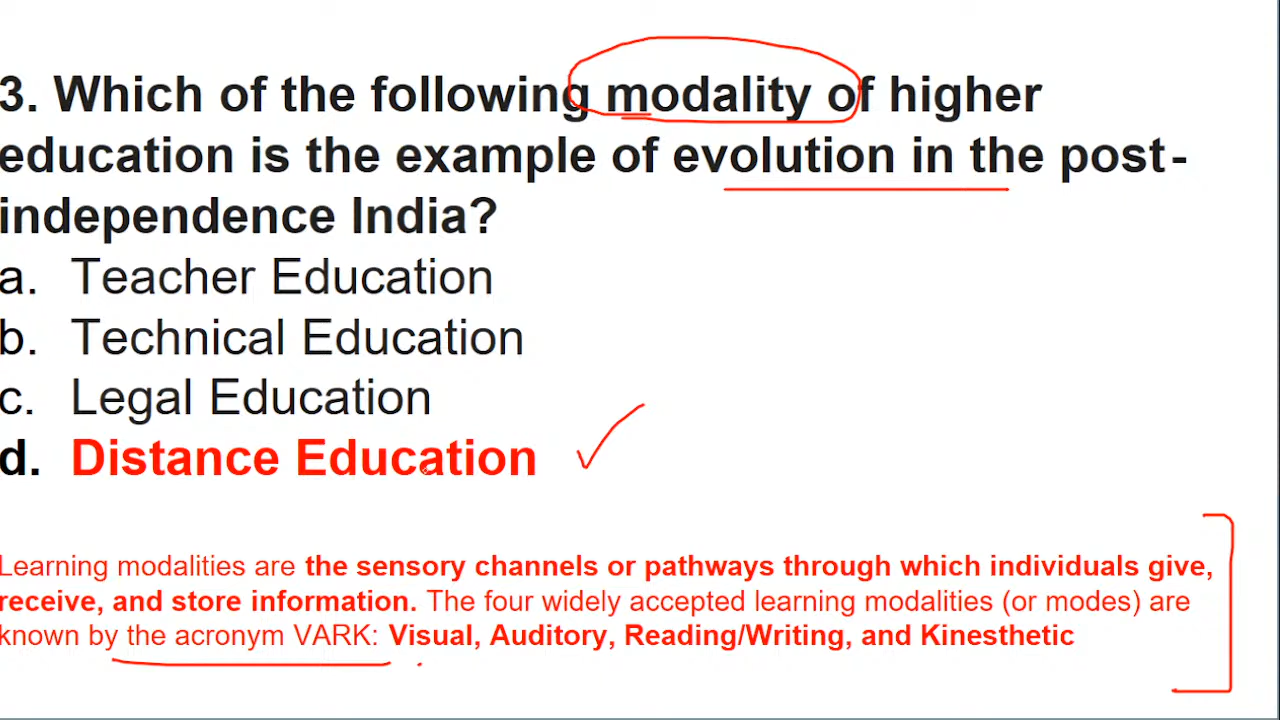 3. Which of the following modality of higher
education is the example of evolution in the post-
independence India?
a. Teacher Education
b. Technical Education
c. Legal Education
d. Distance Education
Learning modalities are the sensory channels or pathways through which individuals give,
receive, and store information. The four widely accepted learning modalities (or modes) are
known by the acronym VARK: Visual, Auditory, Reading/Writing, and Kinesthetic